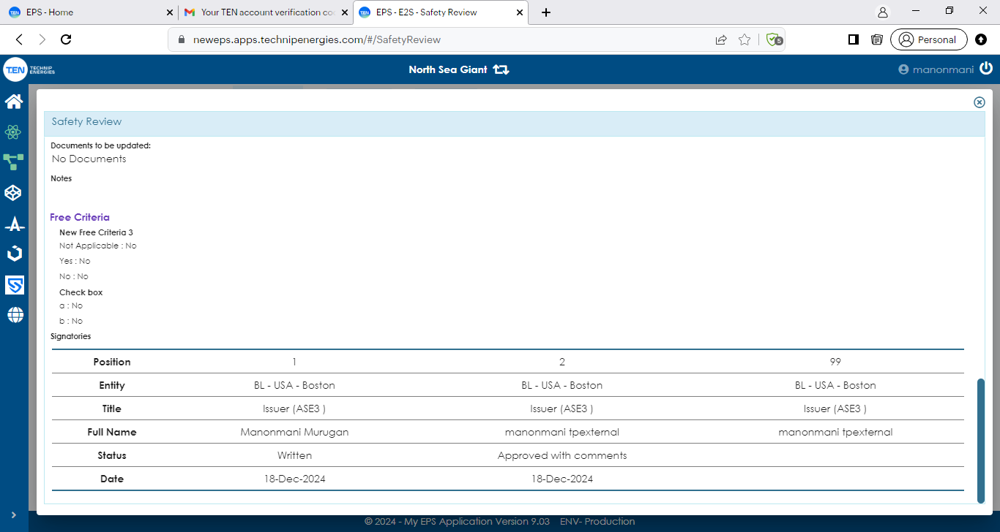 EPS - Home
Your TEN account verification co
EPS - E2S - Safety Review
neweps.apps.technipenergies.com/#/SafetyReview
5
Personal
T.EN TECHNIP ENERGIES
North Sea Giant
manonmani
Safety Review
Documents to be updated:
No Documents
Notes
Free Criteria
New Free Criteria 3
Not Applicable : No
Yes : No
No : No
Check box
a : No
b : No
Signatories
Position 1 2 99
Entity BL - USA - Boston BL - USA - Boston BL - USA - Boston
Title Issuer (ASE3 ) Issuer (ASE3 ) Issuer (ASE3 )
Full Name Manonmani Murugan manonmani tpexternal manonmani tpexternal
Status Written Approved with comments
Date 18-Dec-2024 18-Dec-2024
© 2024 - My EPS Application Version 9.03 ENV- Production